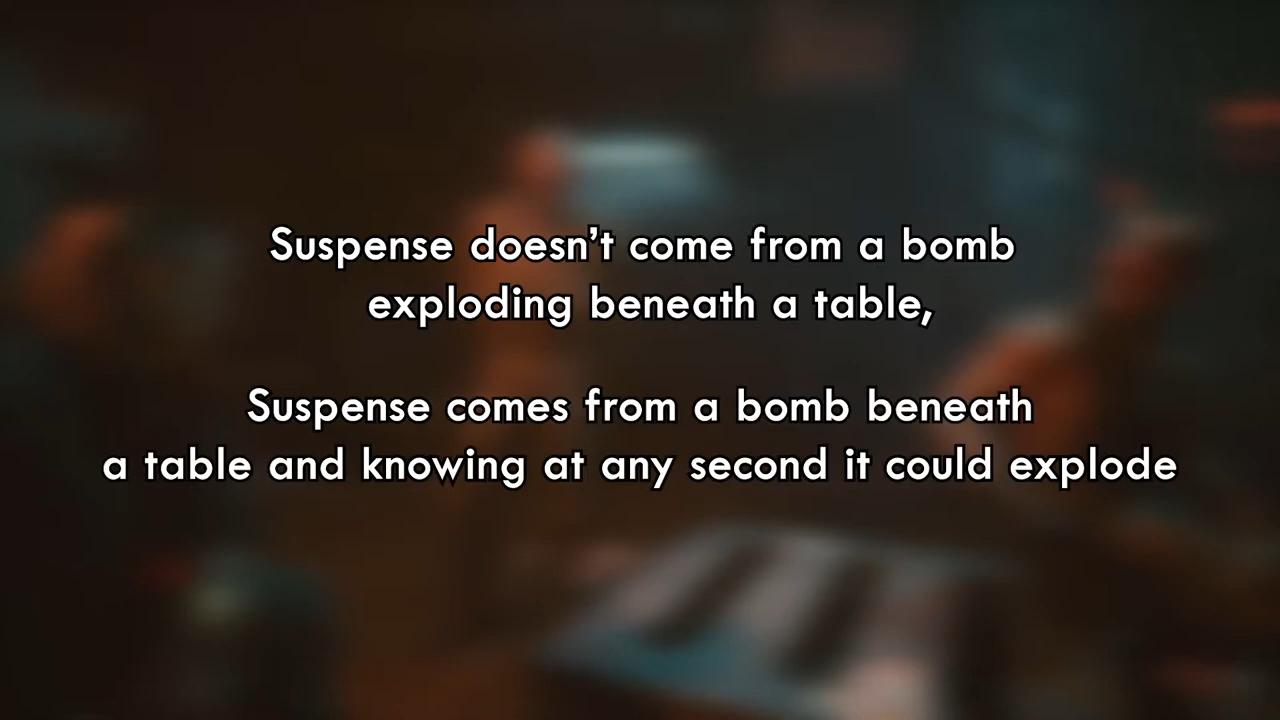 Suspense doesn’t come from a bomb
exploding beneath a table,
Suspense comes from a bomb beneath
a table and knowing at any second it could explode